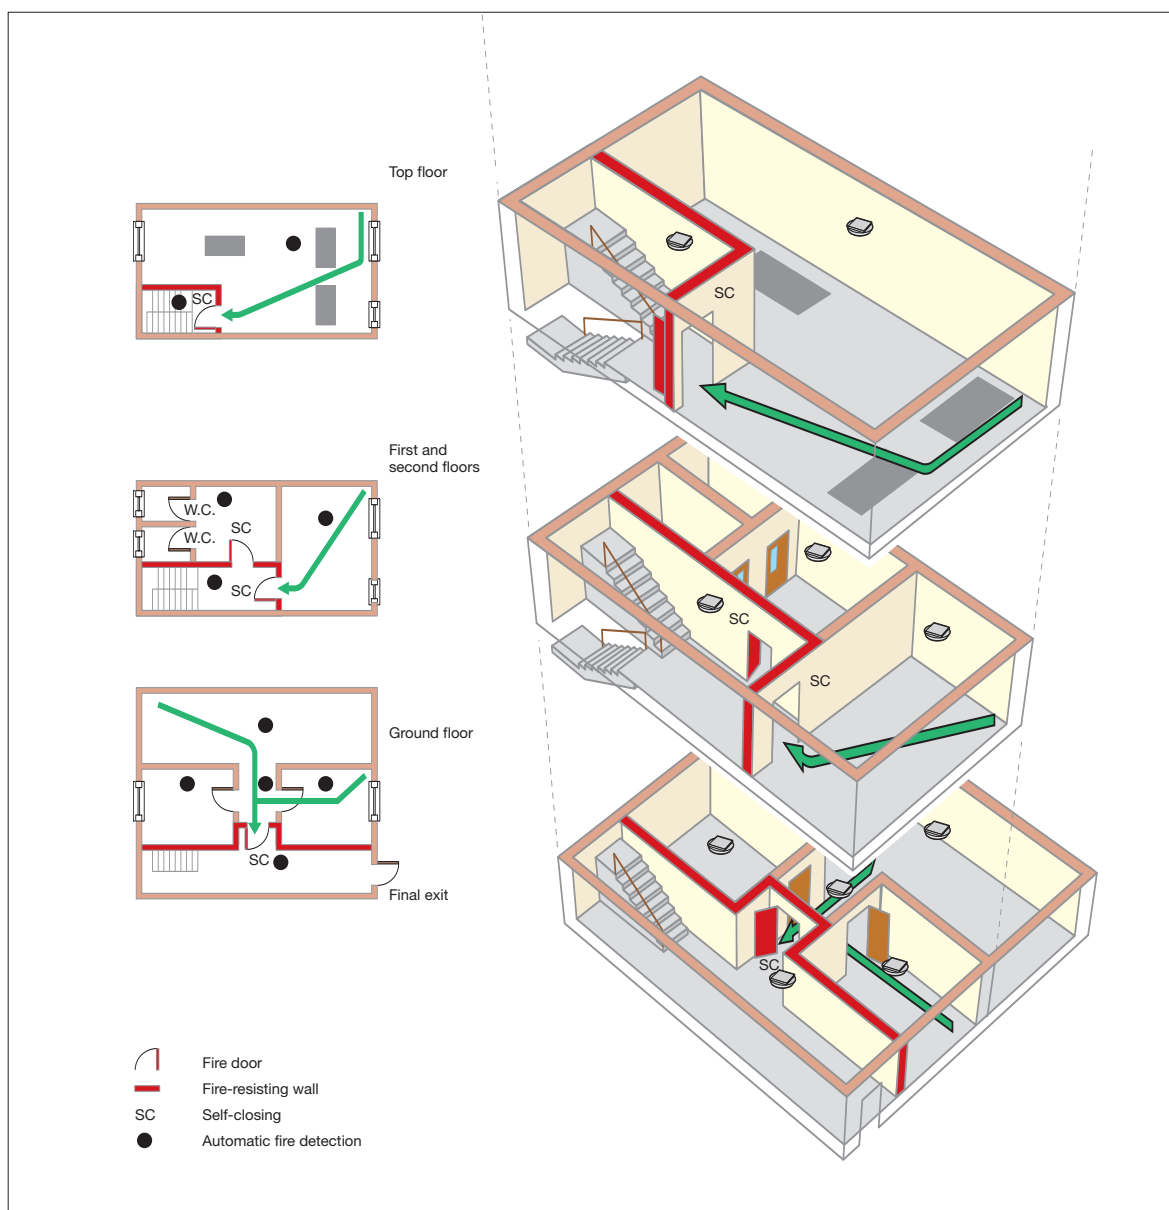 Top floor
SC
SC
First and
second floors
W.C.
W.C.
SC
SC
SC
SC
Ground floor
SC
SC
Final exit
Fire door
Fire-resisting wall
SC
Self-closing
Automatic fire detection